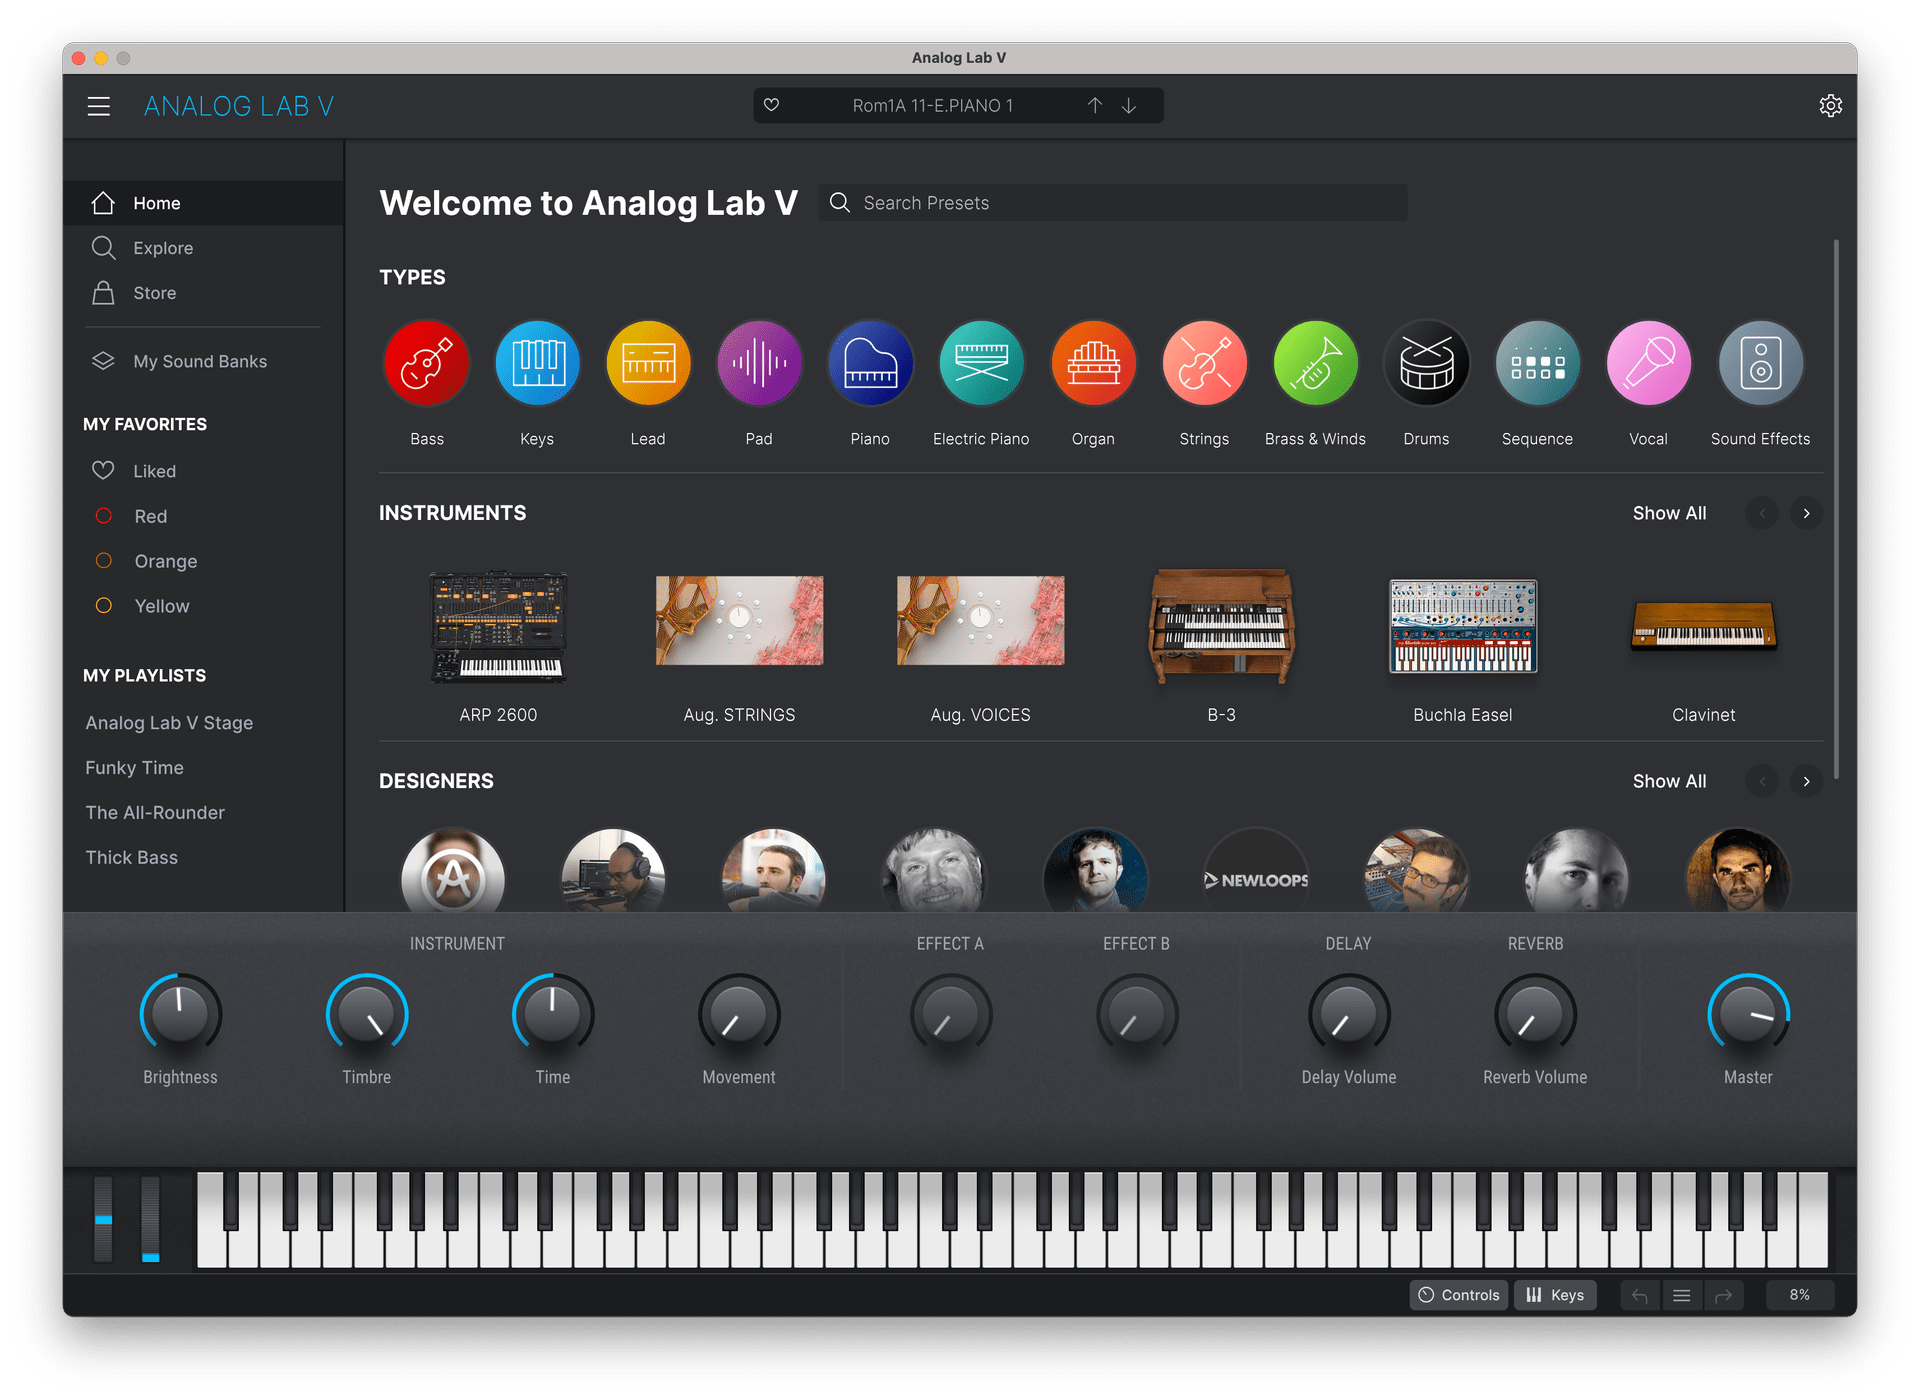 Analog Lab V
ANALOG LAB V
Rom1A 11-E.PIANO 1
Home
Explore
Store
My Sound Banks
MY FAVORITES
Liked
Red
Orange
Yellow
MY PLAYLISTS
Analog Lab V Stage
Funky Time
The All-Rounder
Thick Bass
Welcome to Analog Lab V
Search Presets
TYPES
Bass
Keys
Lead
Pad
Piano
Electric Piano
Organ
Strings
Brass & Winds
Drums
Sequence
Vocal
Sound Effects
INSTRUMENTS
Show All
ARP 2600
Aug. STRINGS
Aug. VOICES
B-3
Buchla Easel
Clavinet
DESIGNERS
Show All
NEWLOOPS
INSTRUMENT
EFFECT A
EFFECT B
DELAY
REVERB
Brightness
Timbre
Time
Movement
Delay Volume
Reverb Volume
Master
Controls
Keys
8%